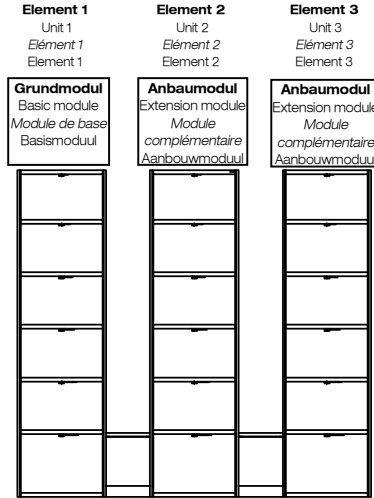 Element 1
Unit 1
Elément 1
Element 1
Grundmodul
Basic module
Module de base
Basismoduul
Element 2
Unit 2
Elément 2
Element 2
Anbaumodul
Extension module
Module
complémentaire
Aanbouwmoduul
Element 3
Unit 3
Elément 3
Element 3
Anbaumodul
Extension module
Module
complémentaire
Aanbouwmoduul